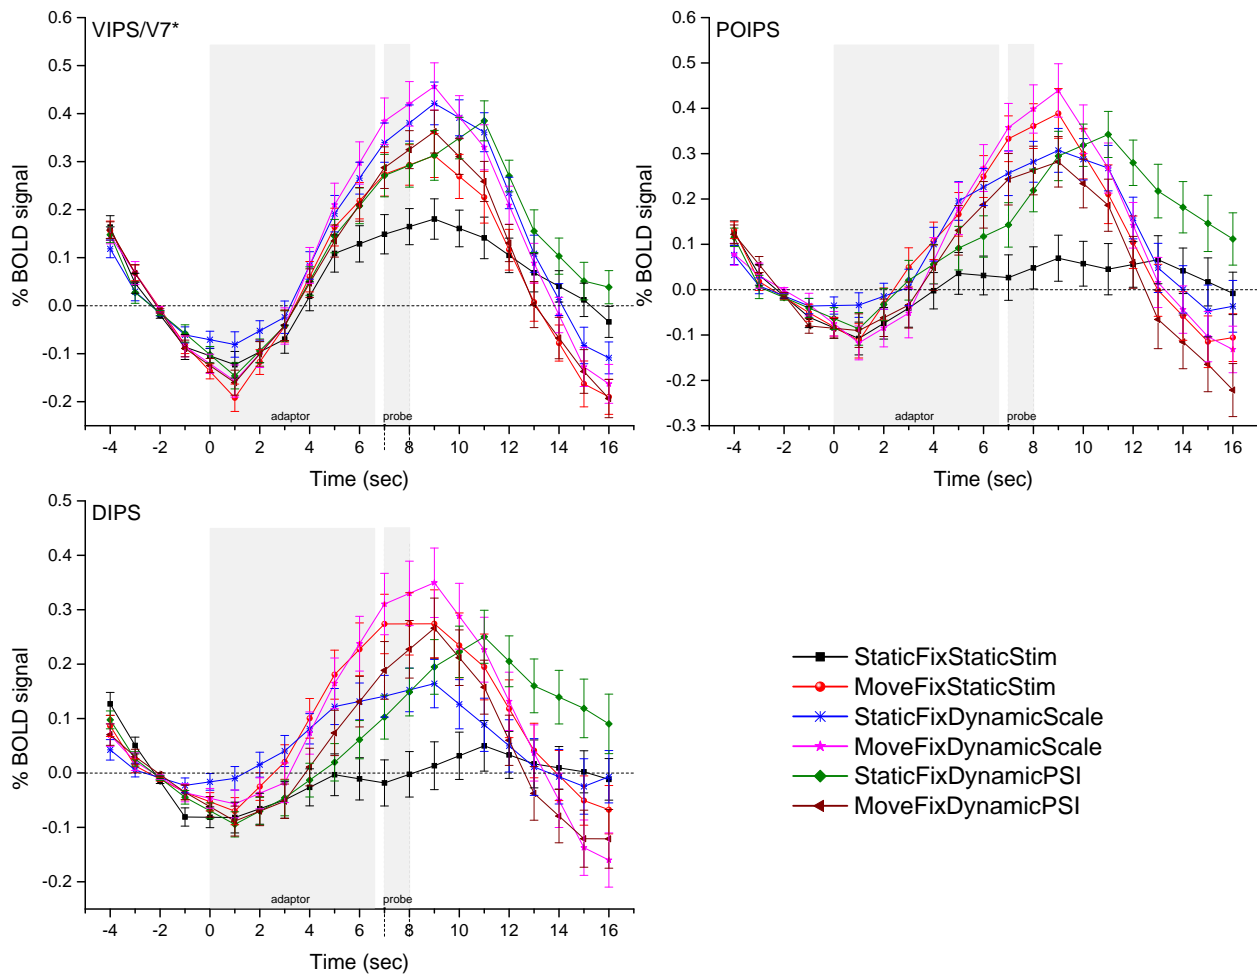 VIPS/V7*
0.6
0.5
0.4
0.3
0.2
0.1
0.0
-0.1
-0.2
% BOLD signal
adaptor
probe
-4 -2 0 2 4 6 8 10 12 14 16
Time (sec)
POIPS
0.6
0.5
0.4
0.3
0.2
0.1
0.0
-0.1
-0.2
-0.3
% BOLD signal
adaptor
probe
-4 -2 0 2 4 6 8 10 12 14 16
Time (sec)
DIPS
0.5
0.4
0.3
0.2
0.1
0.0
-0.1
-0.2
% BOLD signal
adaptor
probe
-4 -2 0 2 4 6 8 10 12 14 16
Time (sec)
StaticFixStaticStim
MoveFixStaticStim
StaticFixDynamicScale
MoveFixDynamicScale
StaticFixDynamicPSI
MoveFixDynamicPSI